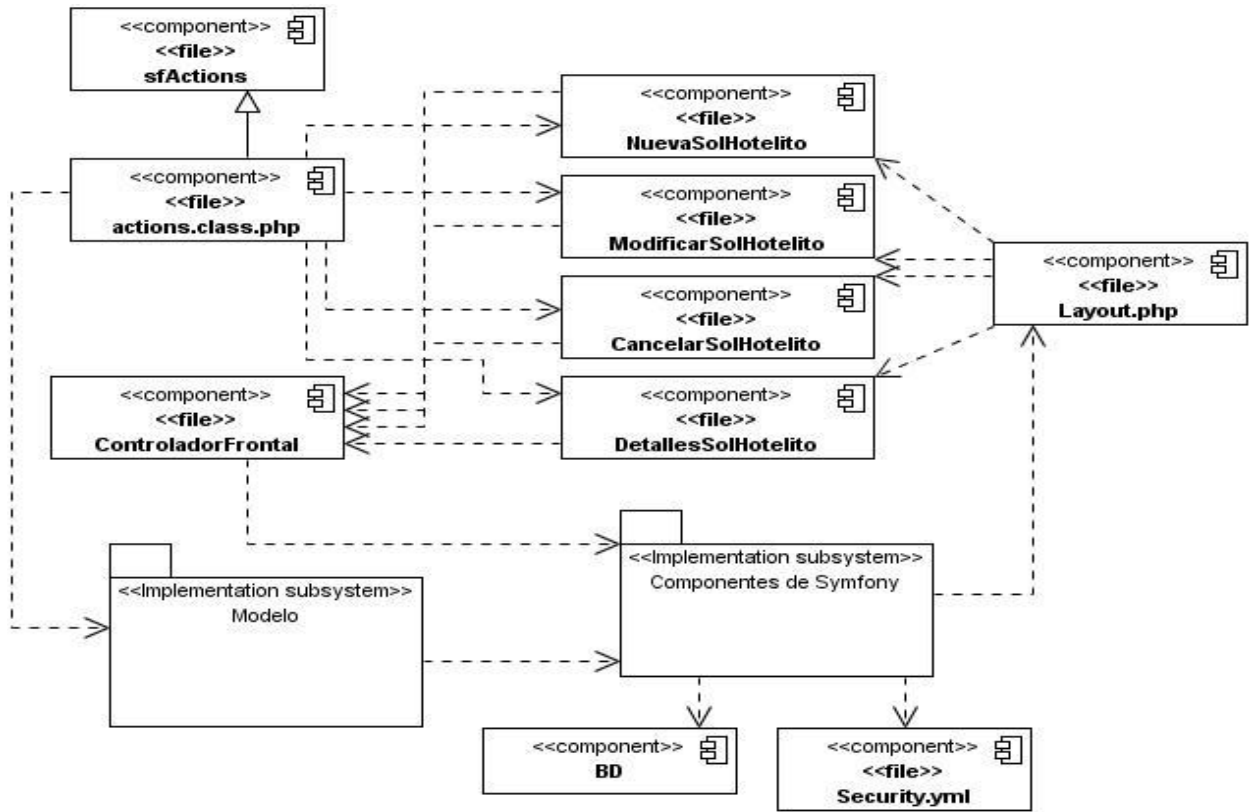 <<component>>
<<file>>
sfActions
<<component>>
<<file>>
NuevaSolHotelito
<<component>>
<<file>>
actions.class.php
<<component>>
<<file>>
ModificarSolHotelito
<<component>>
<<file>>
Layout.php
<<component>>
<<file>>
CancelarSolHotelito
<<component>>
<<file>>
ControladorFrontal
<<component>>
<<file>>
DetallesSolHotelito
<<Implementation subsystem>>
Modelo
<<Implementation subsystem>>
Componentes de Symfony
<<component>>
BD
<<component>>
<<file>>
Security.yml